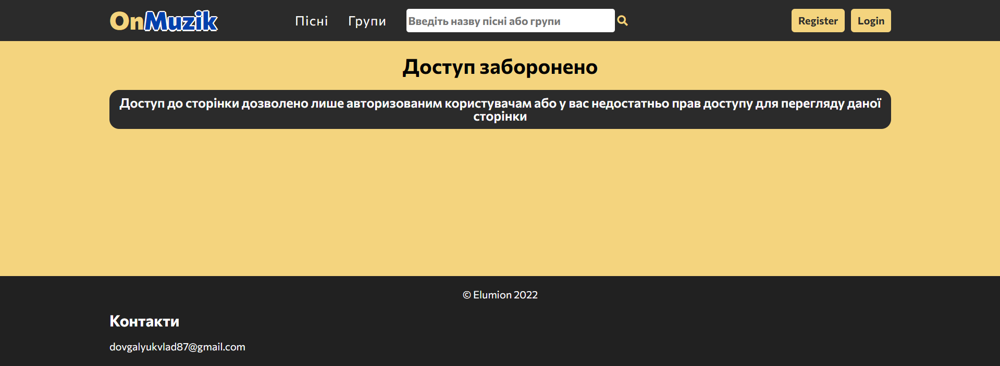 OnMuzik
Пісні
Групи
Введіть назву пісні або групи
Register
Login
Доступ заборонено
Доступ до сторінки дозволено лише авторизованим користувачам або у вас недостатньо прав доступу для перегляду даної
сторінки
© Elumion 2022
Контакти
dovgalyukvlad87@gmail.com